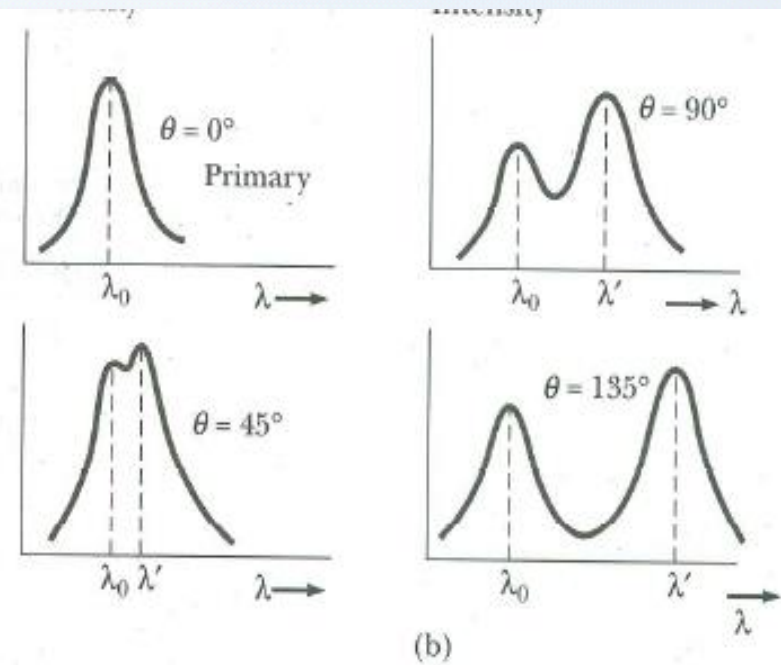 θ = 0°
Primary
λ₀
λ
θ = 90°
λ₀
λ′
λ
θ = 45°
λ₀ λ′
λ
θ = 135°
λ₀
λ′
λ
(b)